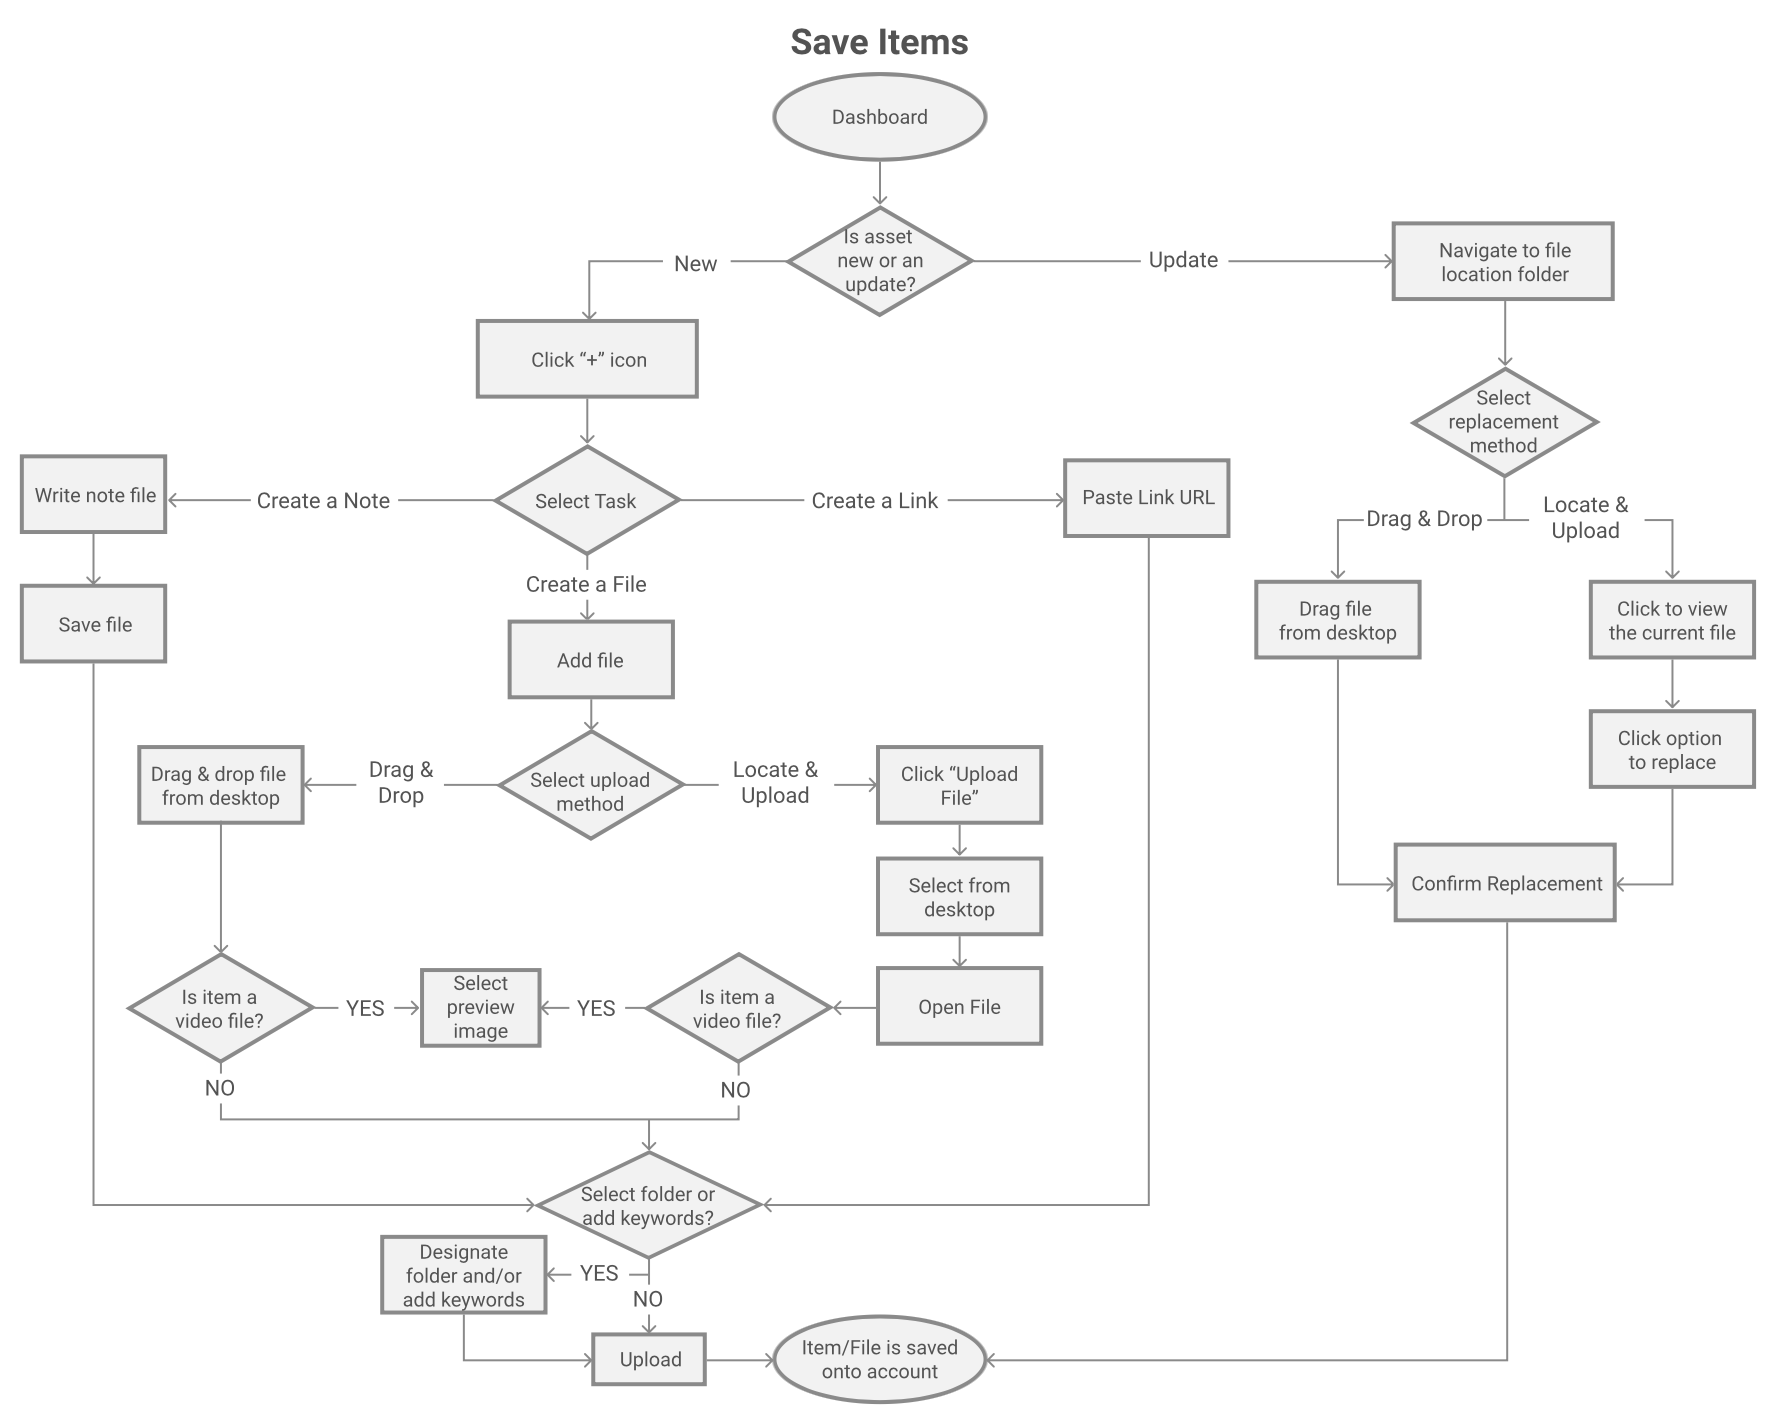 Save Items
Dashboard
Is asset
new or an
update?
New
Update
Navigate to file
location folder
Click “+” icon
Select
replacement
method
Write note file
Create a Note
Select Task
Create a Link
Paste Link URL
Drag & Drop
Locate &
Upload
Create a File
Save file
Add file
Drag file
from desktop
Click to view
the current file
Drag & drop file
from desktop
Drag &
Drop
Select upload
method
Locate &
Upload
Click “Upload
File”
Click option
to replace
Select from
desktop
Confirm Replacement
Is item a
video file?
YES
Select
preview
image
YES
Is item a
video file?
Open File
NO
NO
Select folder or
add keywords?
Designate
folder and/or
add keywords
YES
NO
Upload
Item/File is saved
onto account